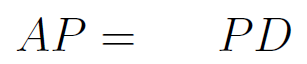 AP = PD